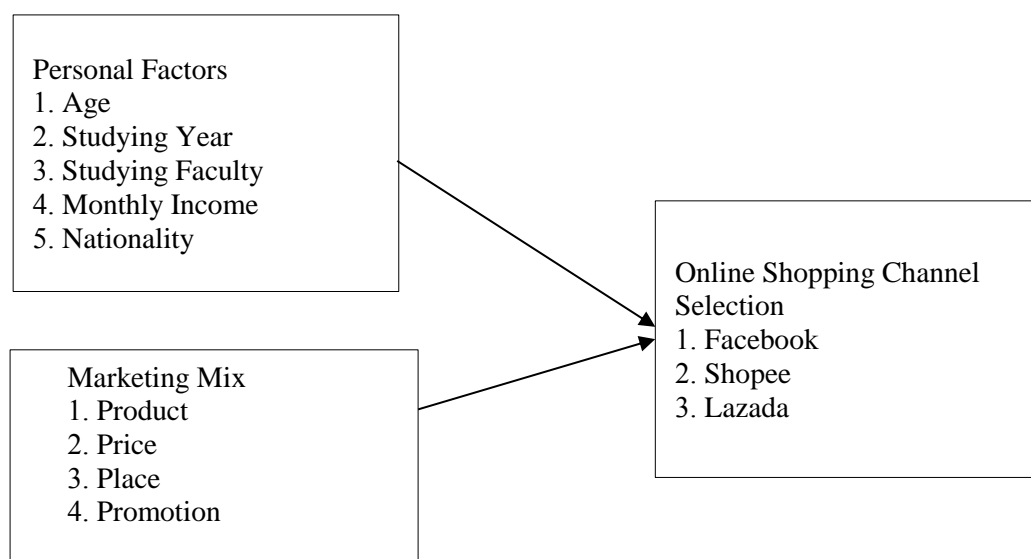 Personal Factors
1. Age
2. Studying Year
3. Studying Faculty
4. Monthly Income
5. Nationality
Marketing Mix
1. Product
2. Price
3. Place
4. Promotion
Online Shopping Channel
Selection
1. Facebook
2. Shopee
3. Lazada